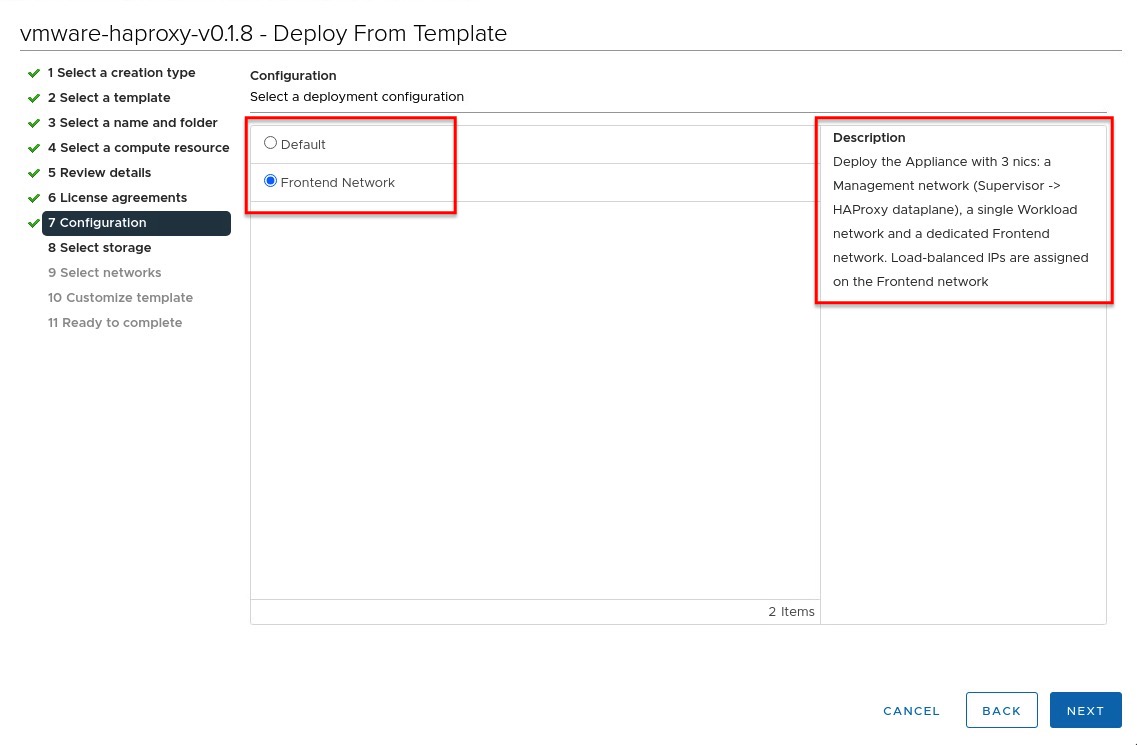 vmware-haproxy-v0.1.8 - Deploy From Template
1 Select a creation type
2 Select a template
3 Select a name and folder
4 Select a compute resource
5 Review details
6 License agreements
7 Configuration
8 Select storage
9 Select networks
10 Customize template
11 Ready to complete
Configuration
Select a deployment configuration
Default
Frontend Network
2 Items
Description
Deploy the Appliance with 3 nics: a
Management network (Supervisor ->
HAProxy dataplane), a single Workload
network and a dedicated Frontend
network. Load-balanced IPs are assigned
on the Frontend network
CANCEL
BACK
NEXT